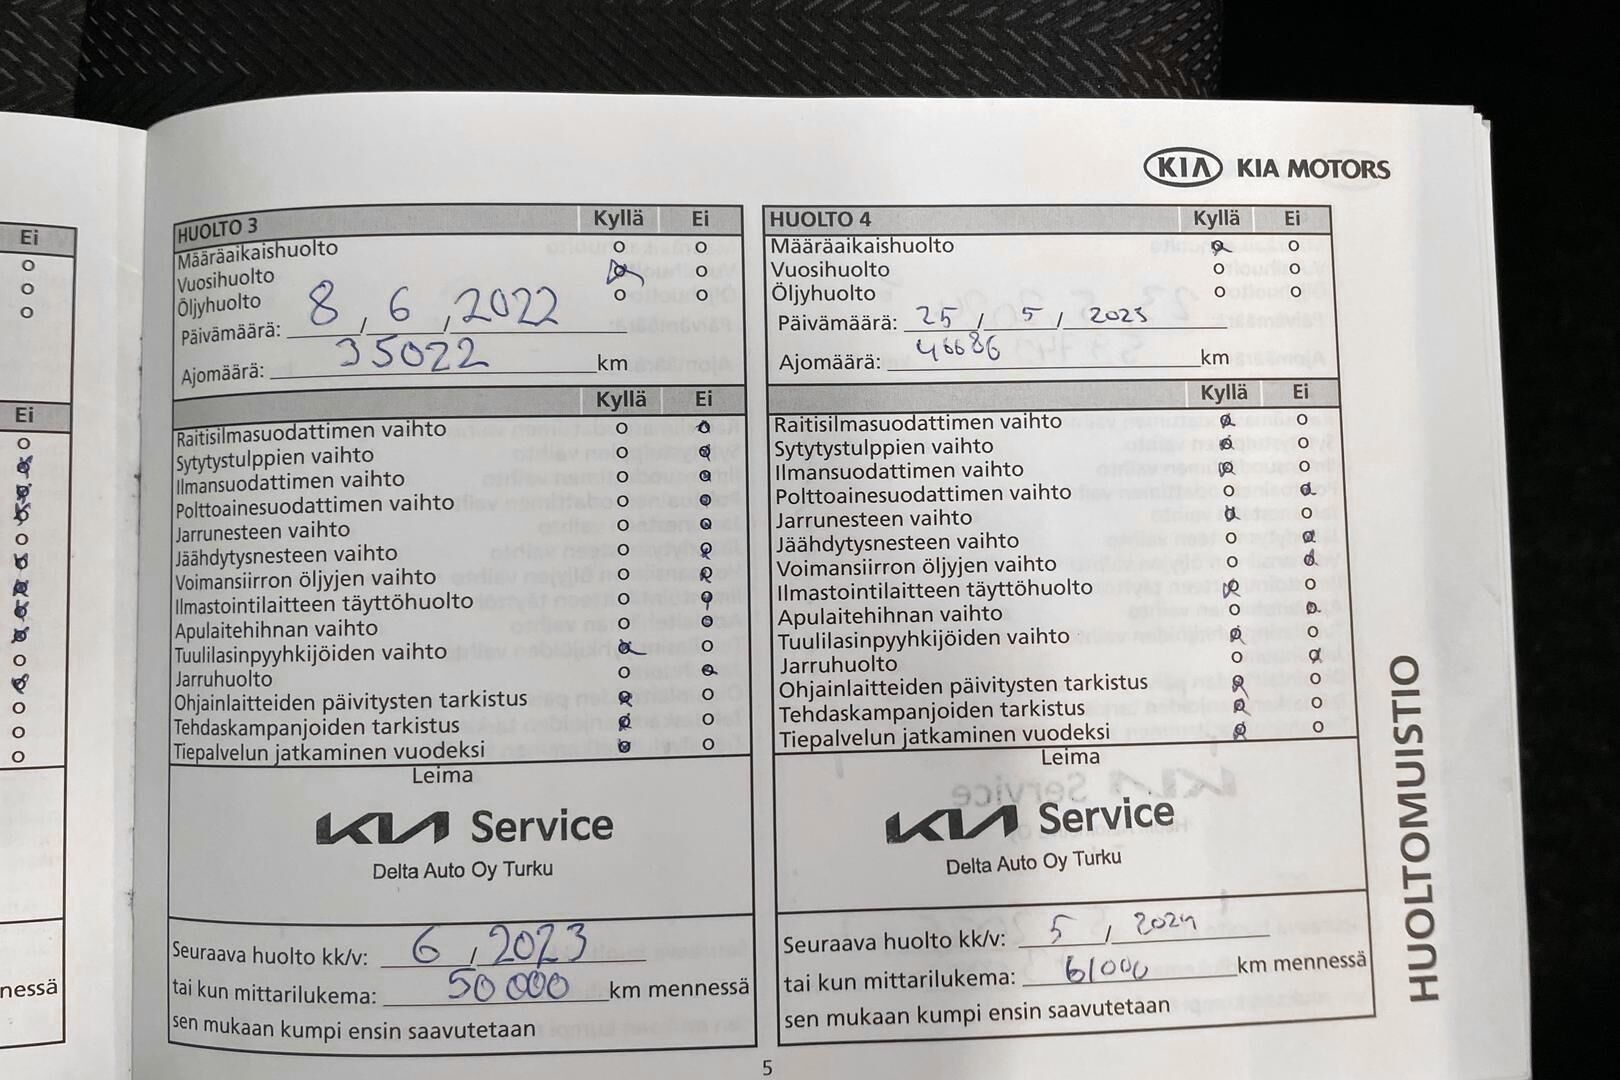 KIA KIA MOTORS
Ei
Ei
nessä
HUOLTO 3 Kyllä Ei
Määräaikaishuolto
Vuosihuolto
Öljyhuolto
Päivämäärä: 8 / 6 / 2022
Ajomäärä: 35022 km
Kyllä Ei
Raitisilmasuodattimen vaihto
Sytytystulppien vaihto
Ilmansuodattimen vaihto
Polttoainesuodattimen vaihto
Jarrunesteen vaihto
Jäähdytysnesteen vaihto
Voimansiirron öljyjen vaihto
Ilmastointilaitteen täyttöhuolto
Apulaitehihnan vaihto
Tuulilasinpyyhkijöiden vaihto
Jarruhuolto
Ohjainlaitteiden päivitysten tarkistus
Tehdaskampanjoiden tarkistus
Tiepalvelun jatkaminen vuodeksi
Leima
KIA Service
Delta Auto Oy Turku
Seuraava huolto kk/v: 6 / 2023
tai kun mittarilukema: 50 000 km mennessä
sen mukaan kumpi ensin saavutetaan
HUOLTO 4 Kyllä Ei
Määräaikaishuolto
Vuosihuolto
Öljyhuolto
Päivämäärä: 25 / 5 / 2023
Ajomäärä: 46686 km
Kyllä Ei
Raitisilmasuodattimen vaihto
Sytytystulppien vaihto
Ilmansuodattimen vaihto
Polttoainesuodattimen vaihto
Jarrunesteen vaihto
Jäähdytysnesteen vaihto
Voimansiirron öljyjen vaihto
Ilmastointilaitteen täyttöhuolto
Apulaitehihnan vaihto
Tuulilasinpyyhkijöiden vaihto
Jarruhuolto
Ohjainlaitteiden päivitysten tarkistus
Tehdaskampanjoiden tarkistus
Tiepalvelun jatkaminen vuodeksi
Leima
KIA Service
Delta Auto Oy Turku
Seuraava huolto kk/v: 5 / 2024
tai kun mittarilukema: 61000 km mennessä
sen mukaan kumpi ensin saavutetaan
HUOLTOMUISTIO
5